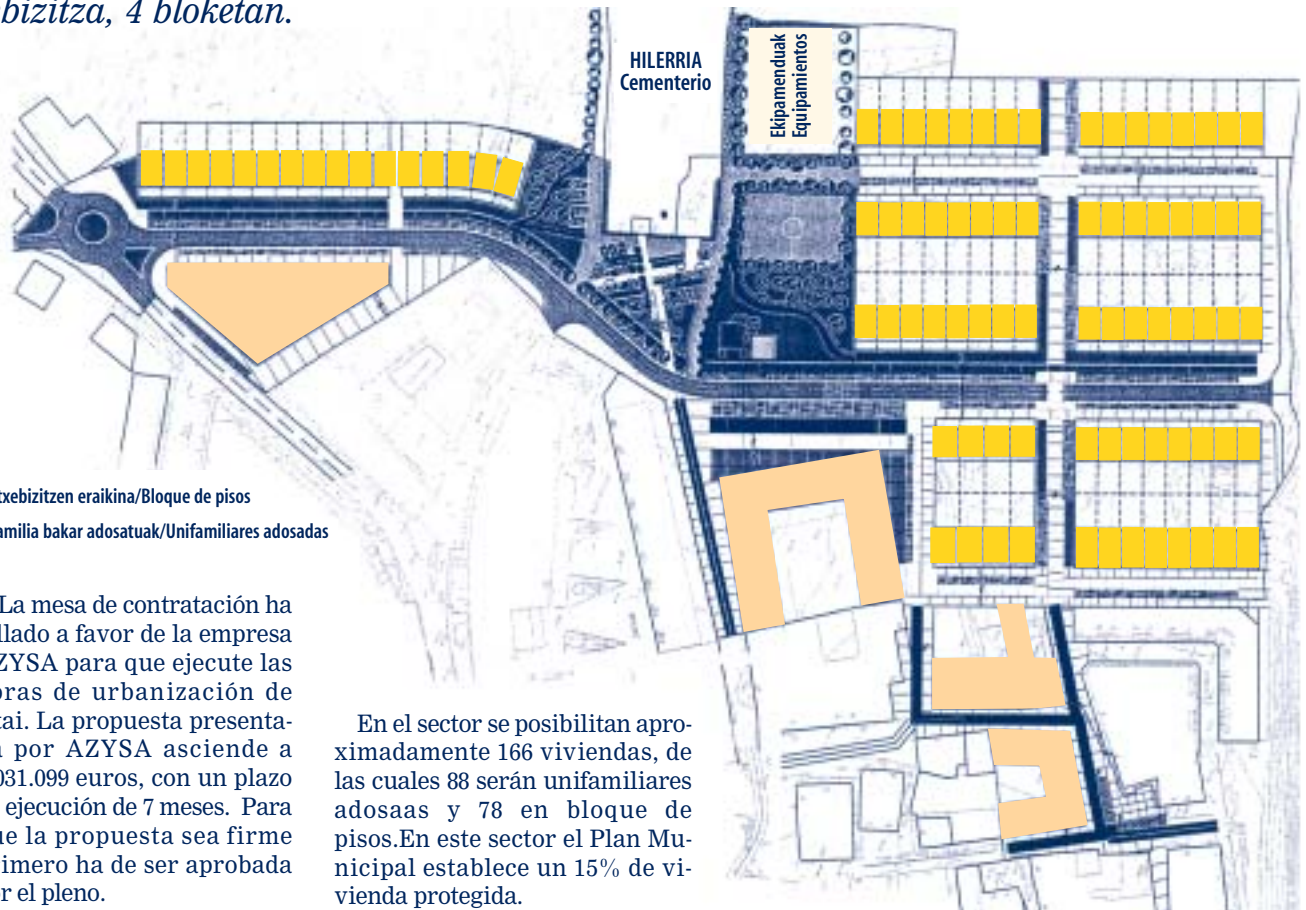 ebizitza, 4 bloketan.
HILERRIA
Cementerio
Ekipamenduak
Equipamientos
txebizitzen eraikina/Bloque de pisos
amilia bakar adosatuak/Unifamiliares adosadas
La mesa de contratación ha
llado a favor de la empresa
ZYSA para que ejecute las
bras de urbanización de
tai. La propuesta presenta-
a por AZYSA asciende a
031.099 euros, con un plazo
ejecución de 7 meses. Para
ue la propuesta sea firme
rimero ha de ser aprobada
or el pleno.
En el sector se posibilitan apro-
ximadamente 166 viviendas, de
las cuales 88 serán unifamiliares
adosaas y 78 en bloque de
pisos.En este sector el Plan Mu-
nicipal establece un 15% de vi-
vienda protegida.